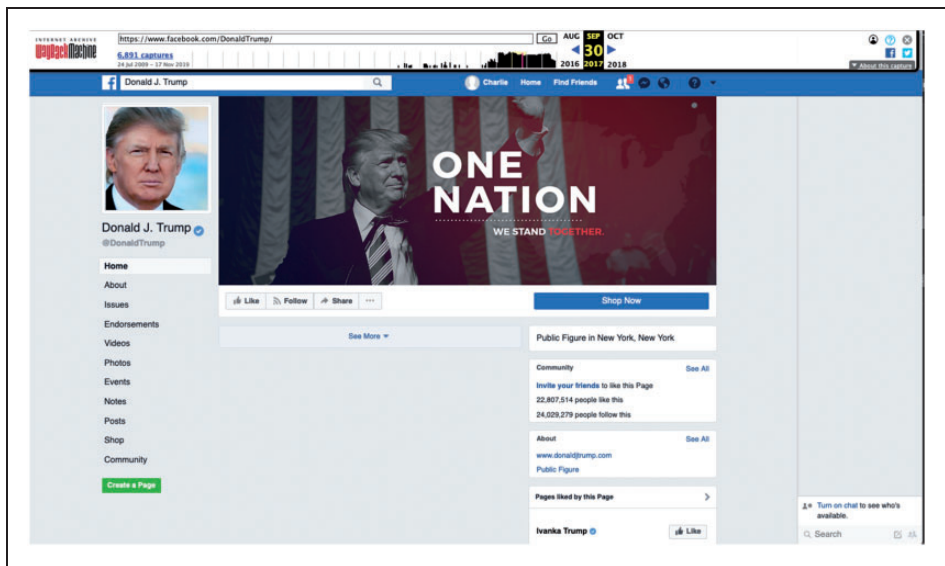 INTERNET ARCHIVE
WayBackMachine
https://www.facebook.com/DonaldTrump/
Go
AUG SEP OCT
6,891 captures
30
24 Jul 2009 – 17 Nov 2019
2016 2017 2018
About this capture
Donald J. Trump
Charlie Home Find Friends
ONE
NATION
WE STAND TOGETHER.
Donald J. Trump
@DonaldTrump
Home
About
Issues
Endorsements
Videos
Photos
Events
Notes
Posts
Shop
Community
Create a Page
Like Follow Share ...
Shop Now
See More
Public Figure in New York, New York
Community See All
Invite your friends to like this Page
22,807,514 people like this
24,029,279 people follow this
About See All
www.donaldjtrump.com
Public Figure
Pages liked by this Page
Ivanka Trump Like
Turn on chat to see who's
available.
Search